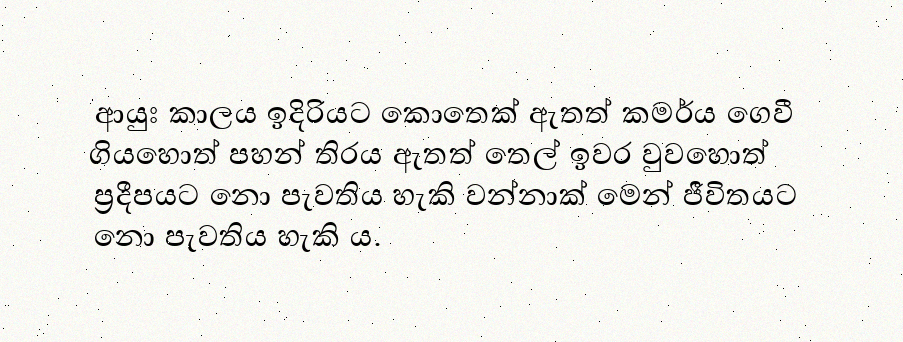 ආයුඃ කාලය ඉදිරියට කොතෙක් ඇතත් කමර්ය ගෙවී
ගියහොත් පහන් තිරය ඇතත් තෙල් ඉවර වුවහොත්
ප්‍රදීපයට නො පැවතිය හැකි වන්නාක් මෙන් ජීවිතයට
නො පැවතිය හැකි ය.